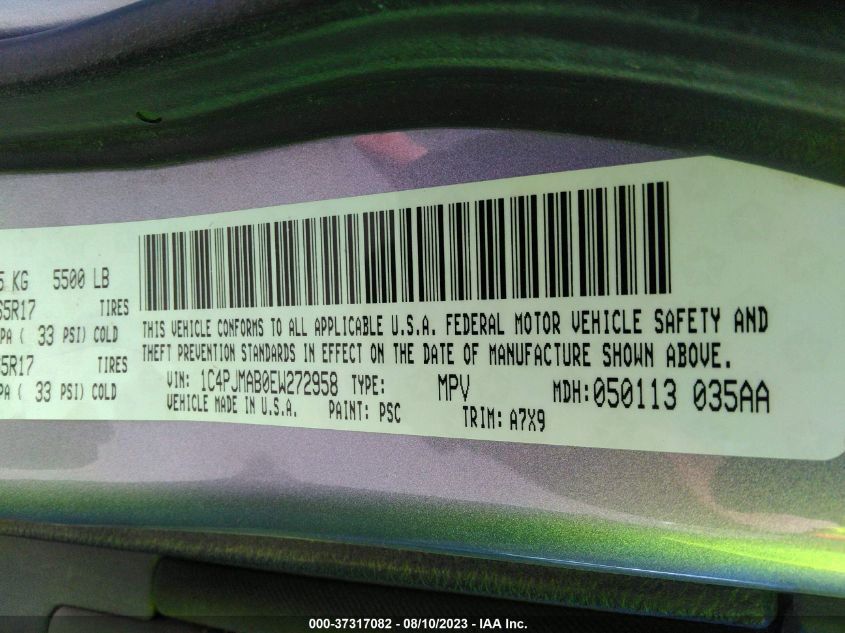 5 KG 5500 LB
65R17 TIRES
PA ( 33 PSI) COLD
65R17 TIRES
PA ( 33 PSI) COLD
THIS VEHICLE CONFORMS TO ALL APPLICABLE U.S.A. FEDERAL MOTOR VEHICLE SAFETY AND
THEFT PREVENTION STANDARDS IN EFFECT ON THE DATE OF MANUFACTURE SHOWN ABOVE.
VIN: 1C4PJMAB0EW272958 TYPE: MPV MDH: 050113 035AA
VEHICLE MADE IN U.S.A. PAINT: PSC TRIM: A7X9
000-37317082 - 08/10/2023 - IAA Inc.